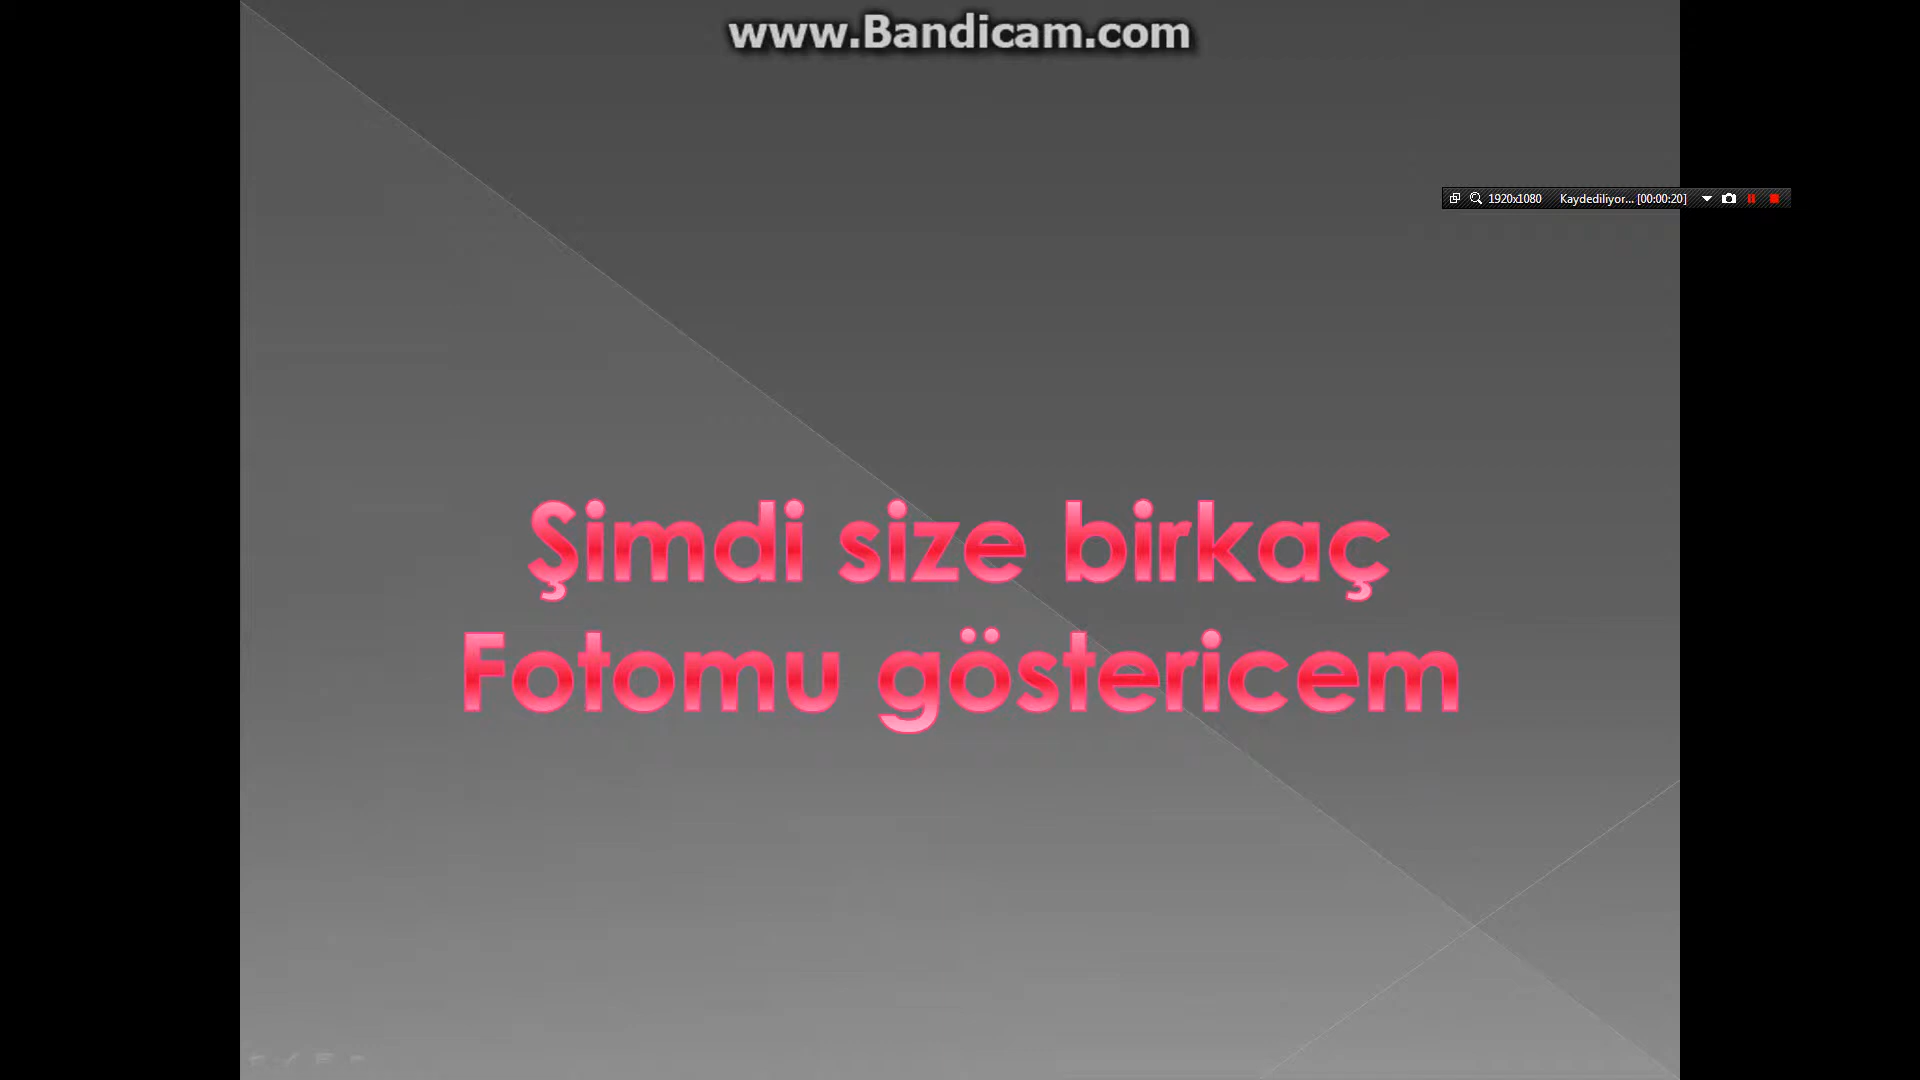 www.Bandicam.com
1920x1080 Kaydediliyor... [00:00:20]
Şimdi size birkaç
Fotomu göstericem